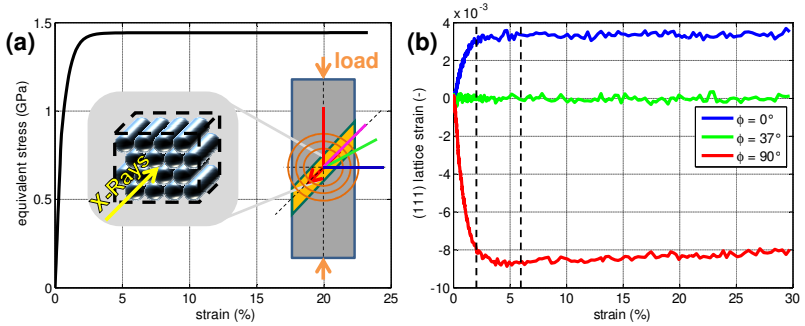 (a)
1.5
1
0.5
0
equivalent stress (GPa)
X-Rays
load
0 5 10 15 20 25
strain (%)
(b)
4 x 10-3
2
0
-2
-4
-6
-8
-10
(111) lattice strain (-)
ϕ = 0°
ϕ = 37°
ϕ = 90°
0 5 10 15 20 25 30
strain (%)